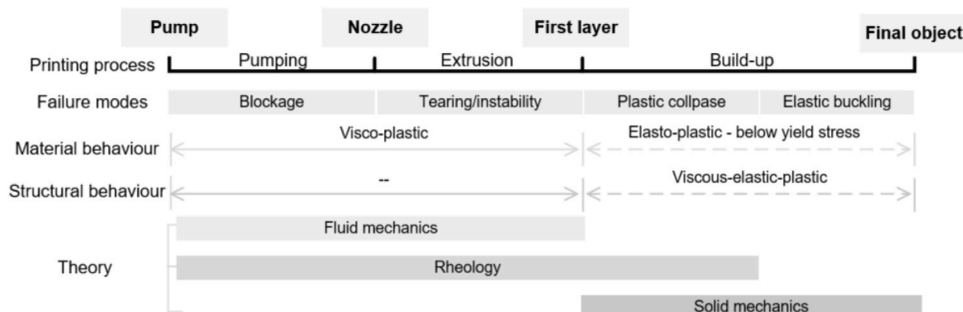 Pump Nozzle First layer Final object
Printing process Pumping Extrusion Build-up
Failure modes Blockage Tearing/instability Plastic collpase Elastic buckling
Visco-plastic Elasto-plastic - below yield stress
Material behaviour
-- Viscous-elastic-plastic
Structural behaviour
Fluid mechanics
Theory Rheology
Solid mechanics